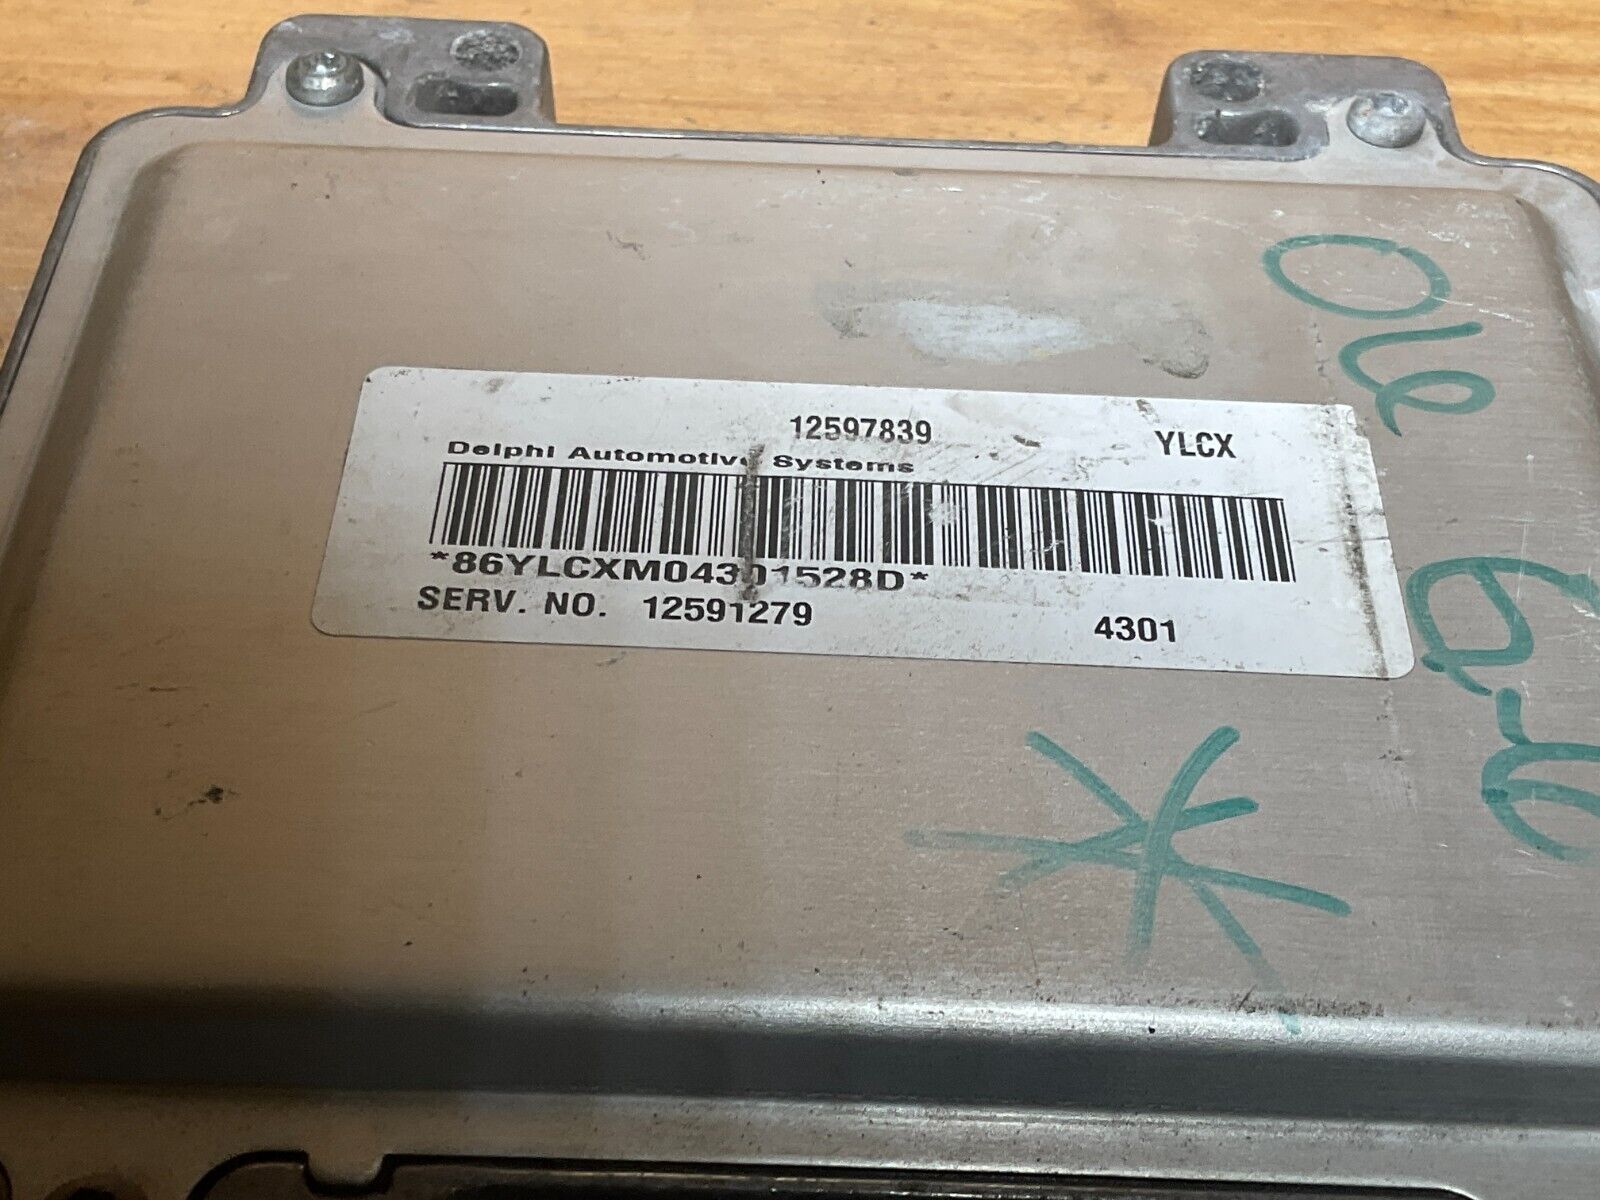 12597839 YLCX
Delphi Automotive Systems
*86YLCXM04301528D*
SERV. NO. 12591279 4301